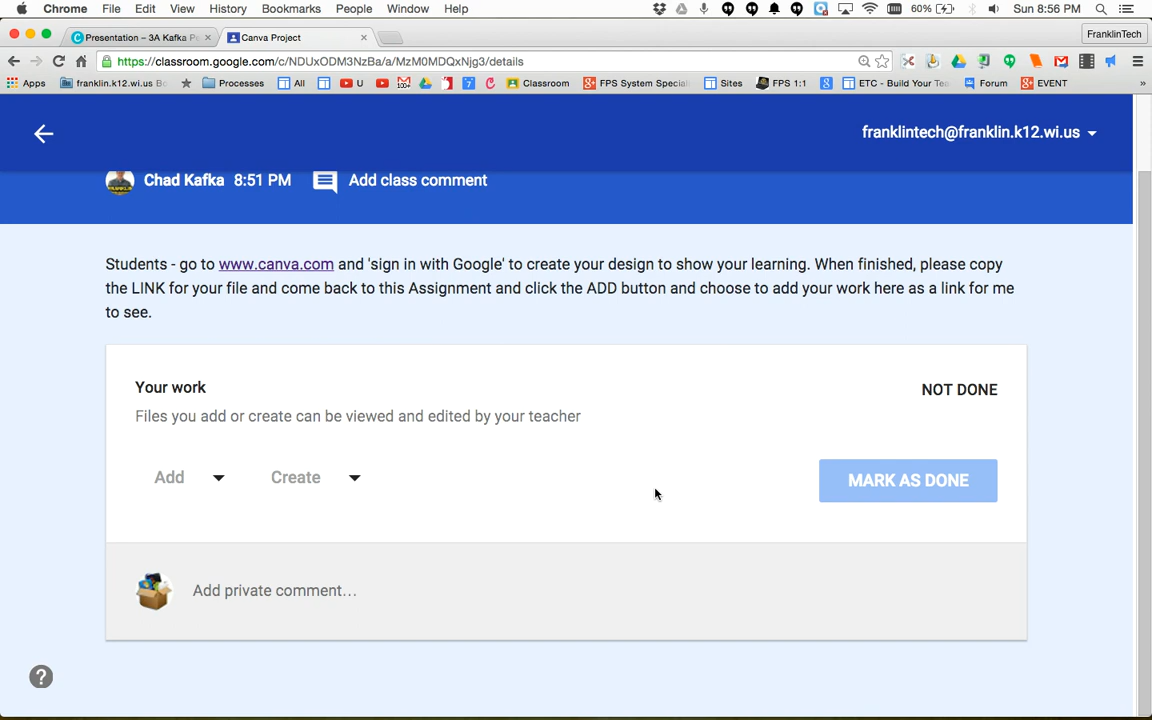 Chrome File Edit View History Bookmarks People Window Help 60% Sun 8:56 PM
Presentation – 3A Kafka Canva Project FrankliNTech
https://classroom.google.com/c/NDUxODM3NzBa/a/MzM0MDQxNjg3/details
Apps franklin.k12.wi.us Processes All U 100+ 7 Classroom FPS System Special Sites FPS 1:1 8 ETC - Build Your Forum EVENT »
franklintech@franklin.k12.wi.us
Chad Kafka 8:51 PM Add class comment
Students - go to www.canva.com and 'sign in with Google' to create your design to show your learning. When finished, please copy
the LINK for your file and come back to this Assignment and click the ADD button and choose to add your work here as a link for me
to see.
Your work NOT DONE
Files you add or create can be viewed and edited by your teacher
Add Create MARK AS DONE
Add private comment...
?